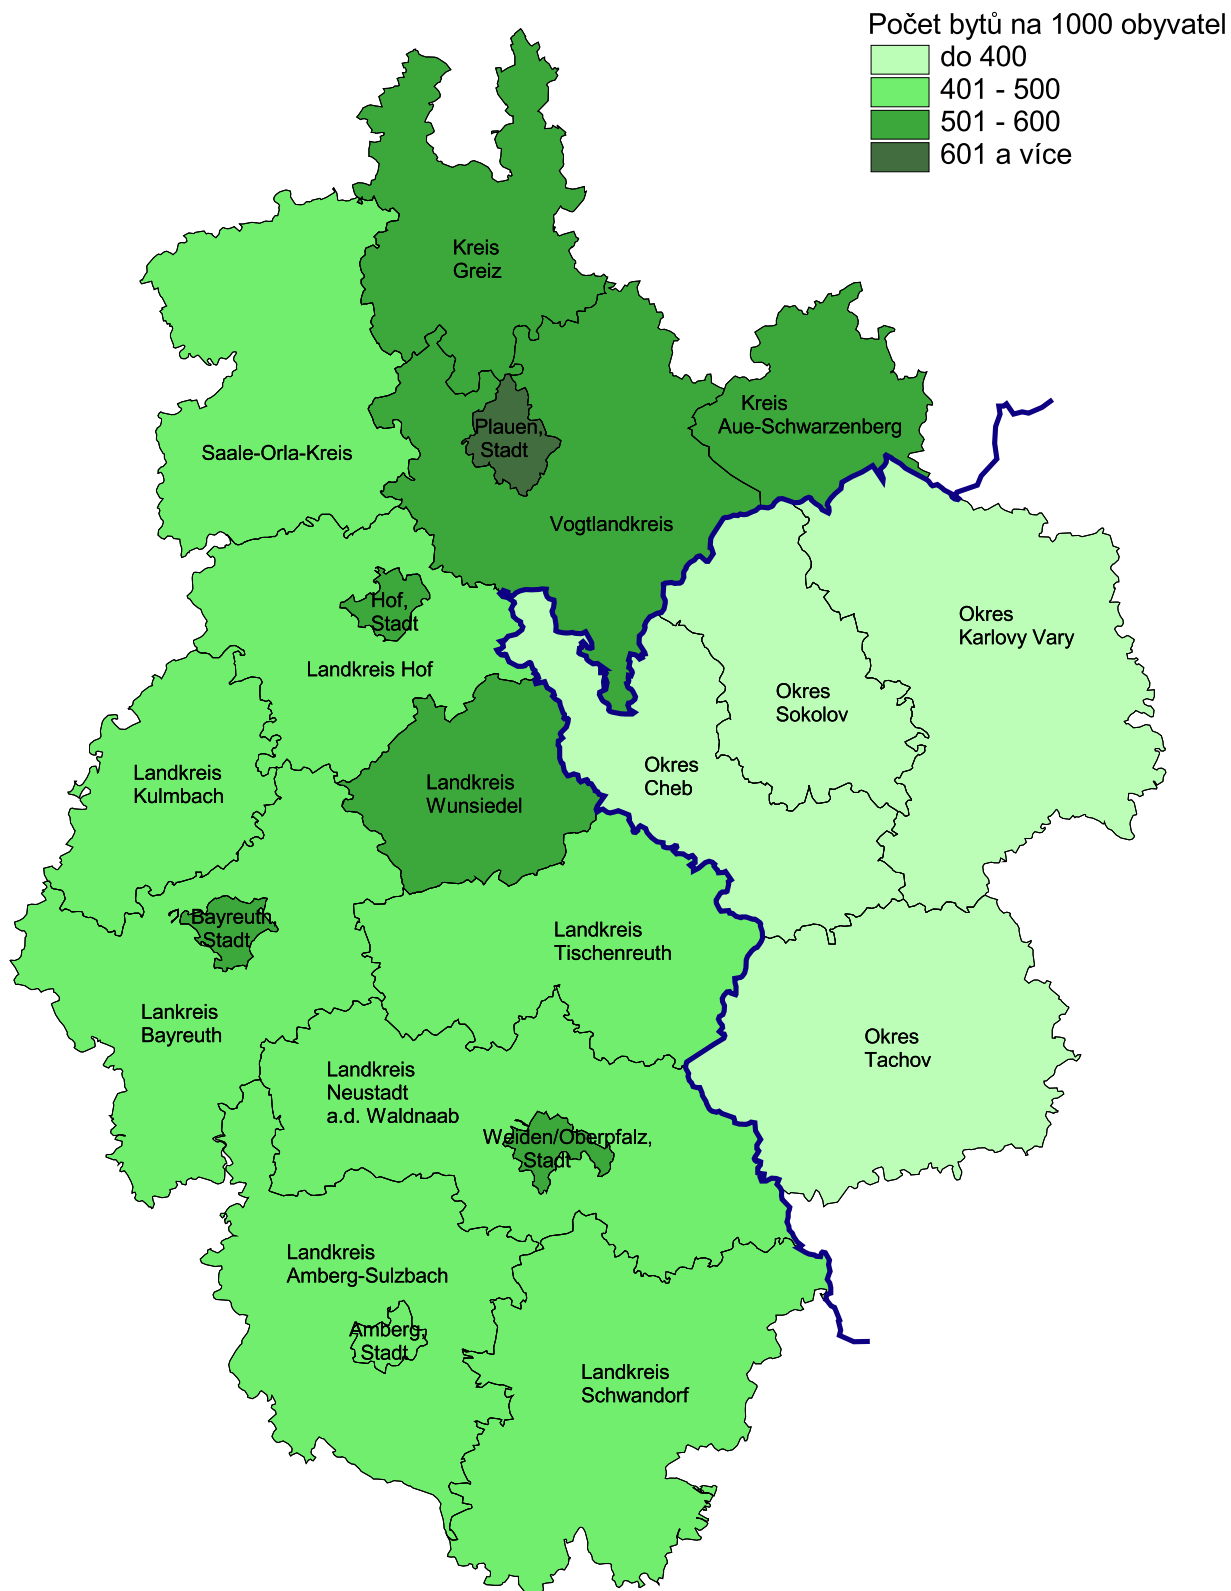 Počet bytů na 1000 obyvatel
do 400
401 - 500
501 - 600
601 a více
Kreis
Greiz
Kreis
Aue-Schwarzenberg
Plauen,
Stadt
Saale-Orla-Kreis
Vogtlandkreis
Hof,
Stadt
Okres
Karlovy Vary
Landkreis Hof
Okres
Sokolov
Okres
Cheb
Landkreis
Kulmbach
Landkreis
Wunsiedel
Bayreuth,
Stadt
Landkreis
Tischenreuth
Lankreis
Bayreuth
Okres
Tachov
Landkreis
Neustadt
a.d. Waldnaab
Weiden/Oberpfalz,
Stadt
Landkreis
Amberg-Sulzbach
Amberg,
Stadt
Landkreis
Schwandorf